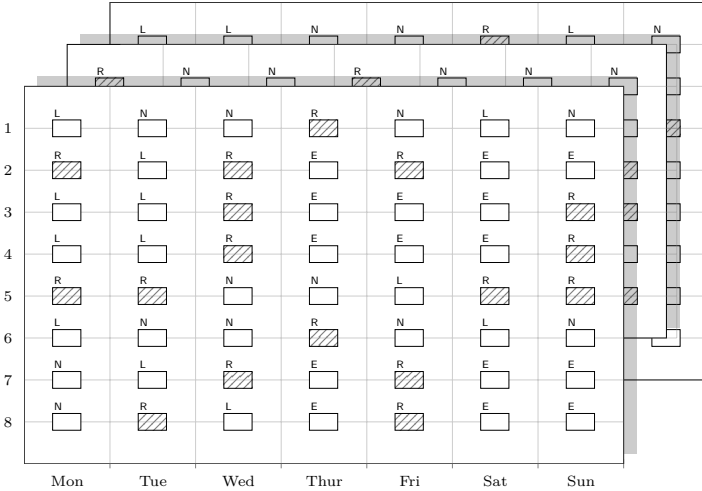 L L N N R L N
R N N R N N N
L N N R N L N
1
R L R E R E E
2
L L R E E E R
3
L L R E E E R
4
R R N N L R R
5
L N N R N L N
6
N L R E R E E
7
N R L E R E E
8
Mon Tue Wed Thur Fri Sat Sun